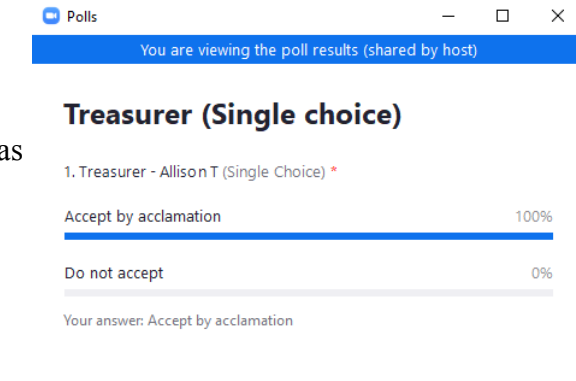 Polls
You are viewing the poll results (shared by host)
Treasurer (Single choice)
as
1. Treasurer - Allison T (Single Choice) *
Accept by acclamation 100%
Do not accept 0%
Your answer: Accept by acclamation